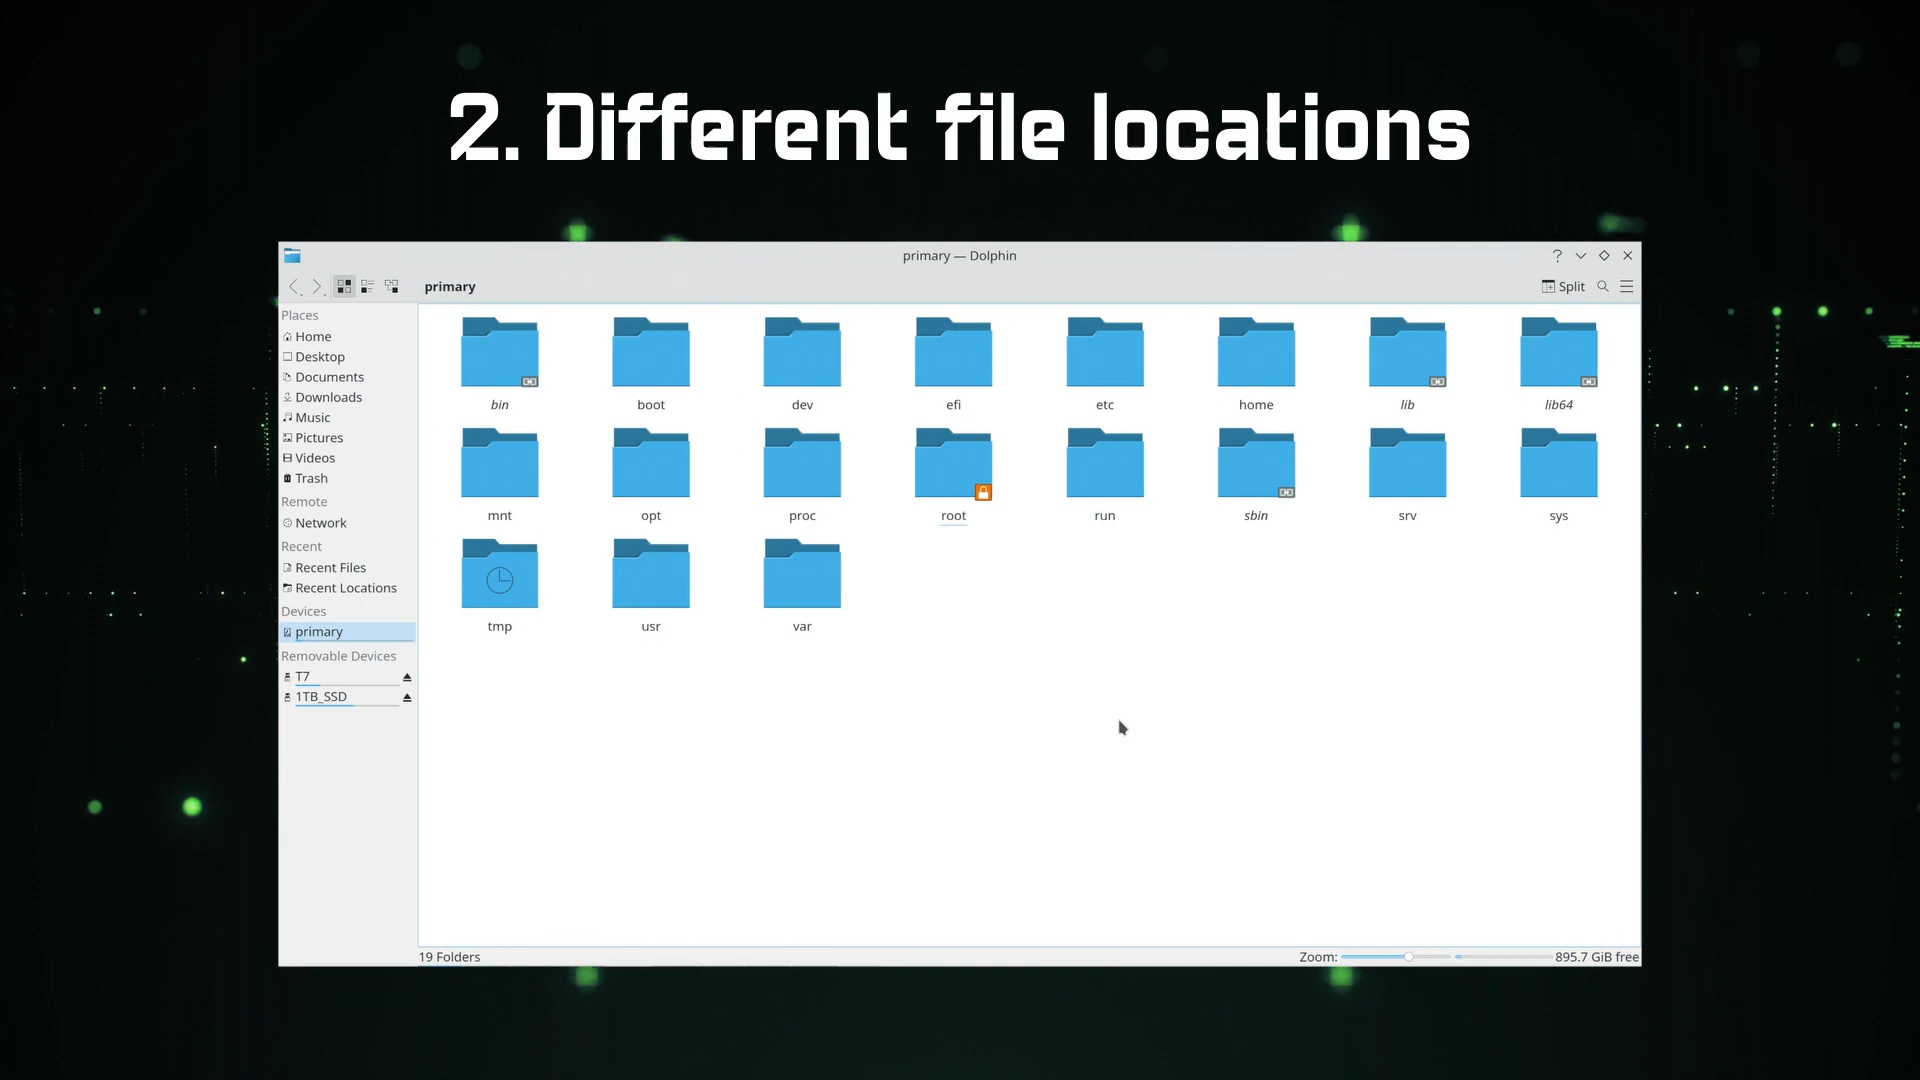 2. Different file locations
primary — Dolphin
primary
Split
Places
Home
Desktop
Documents
Downloads
Music
Pictures
Videos
Trash
Remote
Network
Recent
Recent Files
Recent Locations
Devices
primary
Removable Devices
T7
1TB_SSD
bin
boot
dev
efi
etc
home
lib
lib64
mnt
opt
proc
root
run
sbin
srv
sys
tmp
usr
var
19 Folders
Zoom:
895.7 GiB free